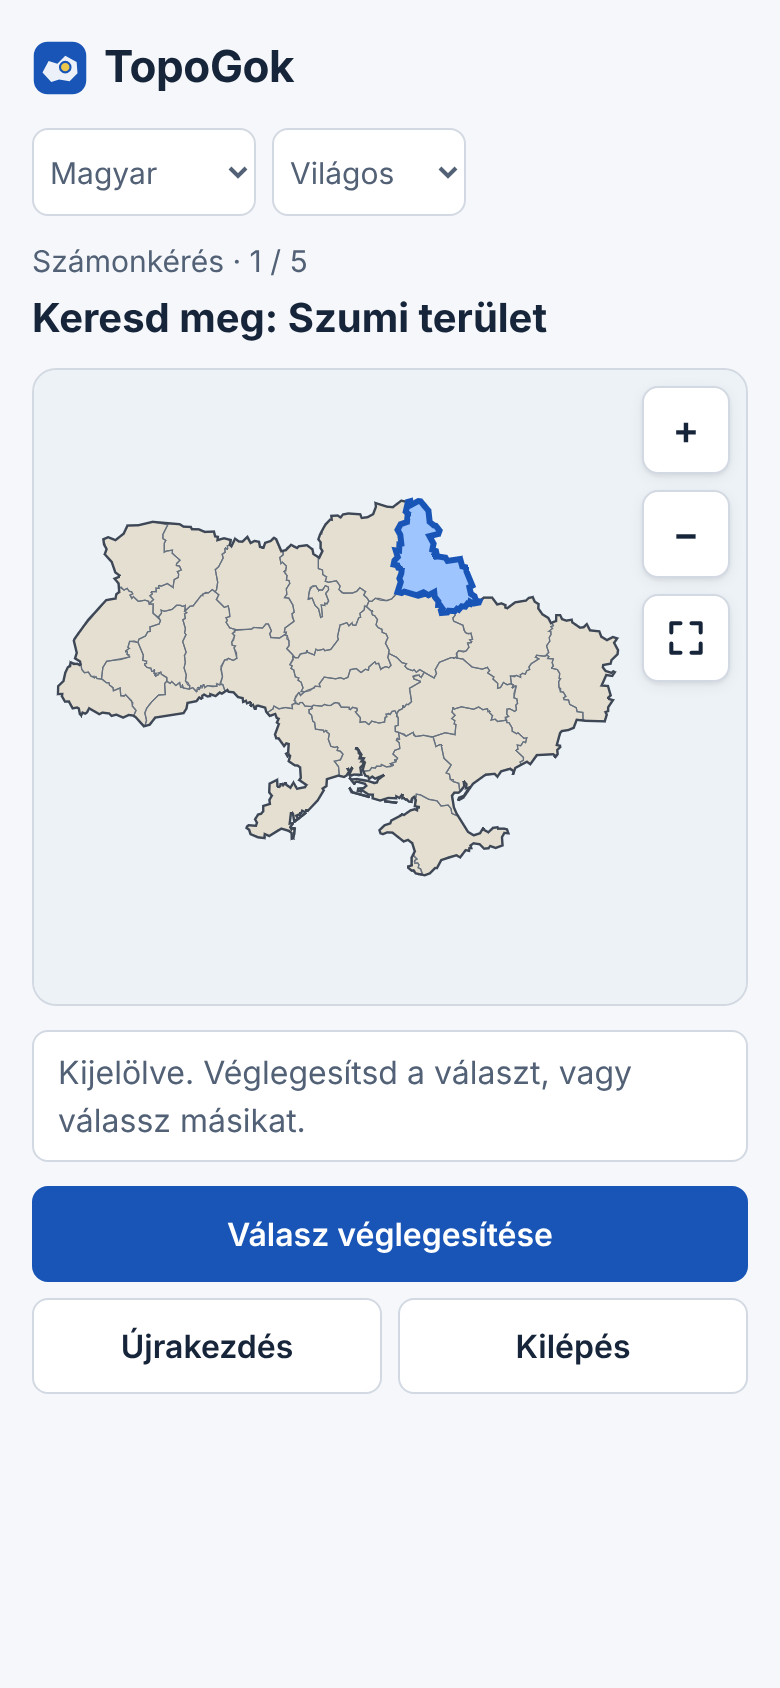 TopoGok
Magyar
Világos
Számonkérés · 1 / 5
Keresd meg: Szumi terület
+
−
Kijelölve. Véglegesítsd a választ, vagy
válassz másikat.
Válasz véglegesítése
Újrakezdés
Kilépés